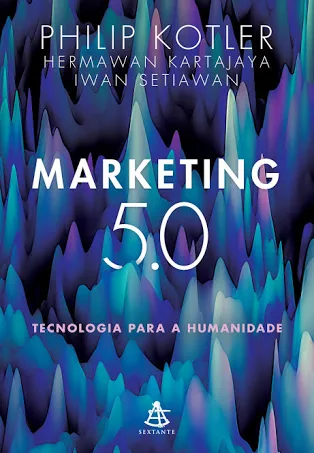 PHILIP KOTLER
HERMAWAN KARTAJAYA
IWAN SETIAWAN
MARKETING
5.0
TECNOLOGIA PARA A HUMANIDADE
SEXTANTE